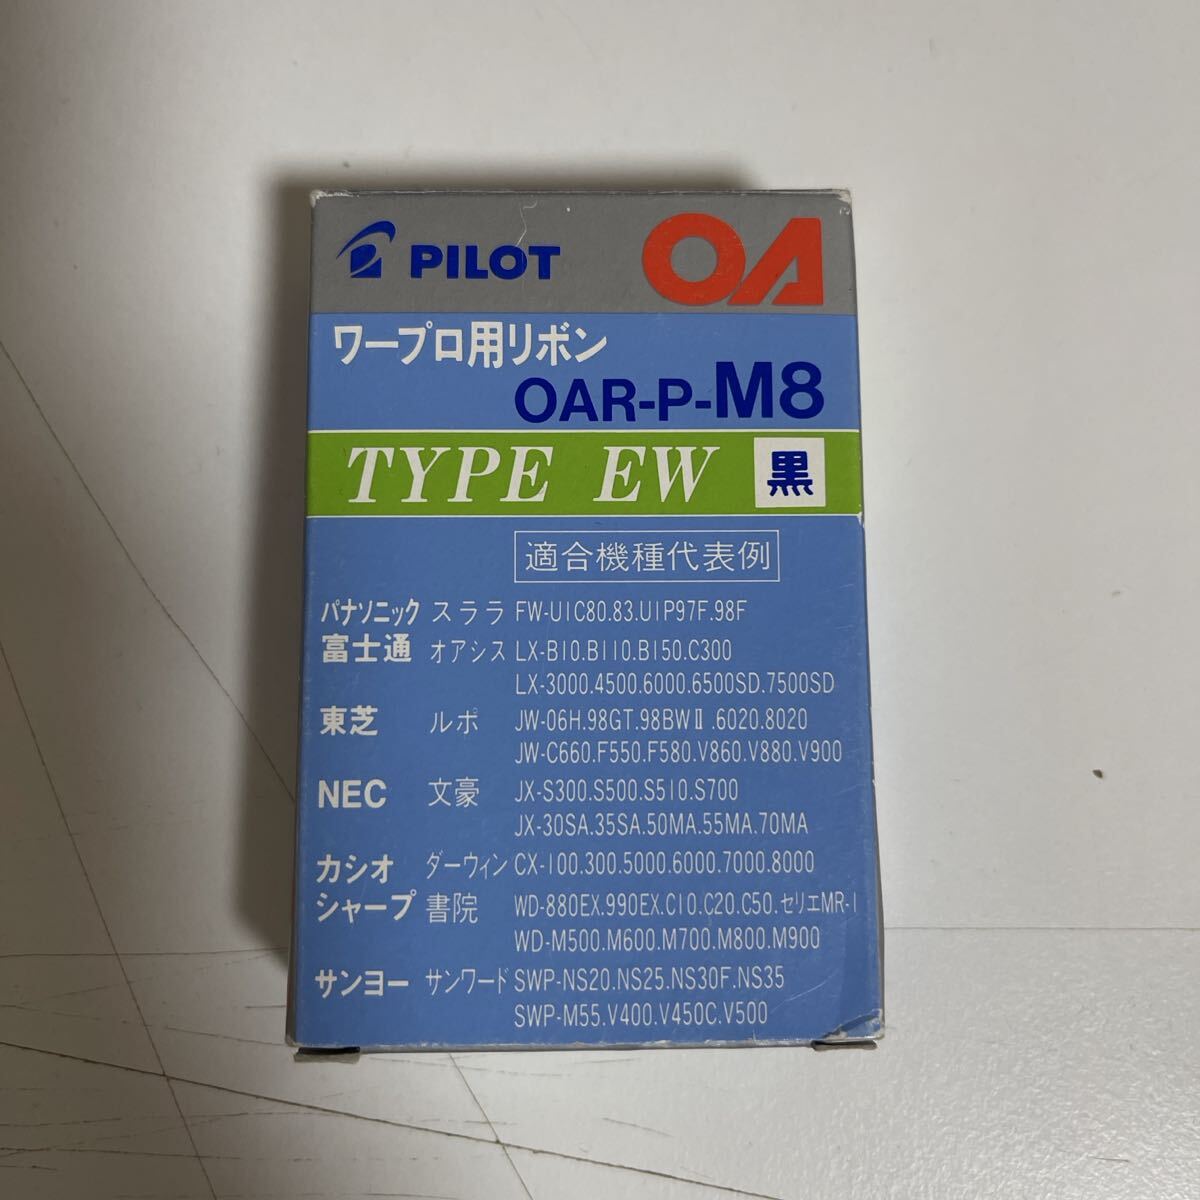 PILOT OA
ワープロ用リボン
OAR-P-M8
TYPE EW 黒
適合機種代表例
パナソニック スララ FW-U1C80.83.U1P97F.98F
富士通 オアシス LX-B10.B110.B150.C300
LX-3000.4500.6000.6500SD.7500SD
東芝 ルポ JW-06H.98GT.98BWⅡ.6020.8020
JW-C660.F550.F580.V860.V880.V900
NEC 文豪 JX-S300.S500.S510.S700
JX-30SA.35SA.50MA.55MA.70MA
カシオ ダーウィン CX-100.300.5000.6000.7000.8000
シャープ 書院 WD-880EX.990EX.C10.C20.C50.セリエMR-1
WD-M500.M600.M700.M800.M900
サンヨー サンワード SWP-NS20.NS25.NS30F.NS35
SWP-M55.V400.V450C.V500